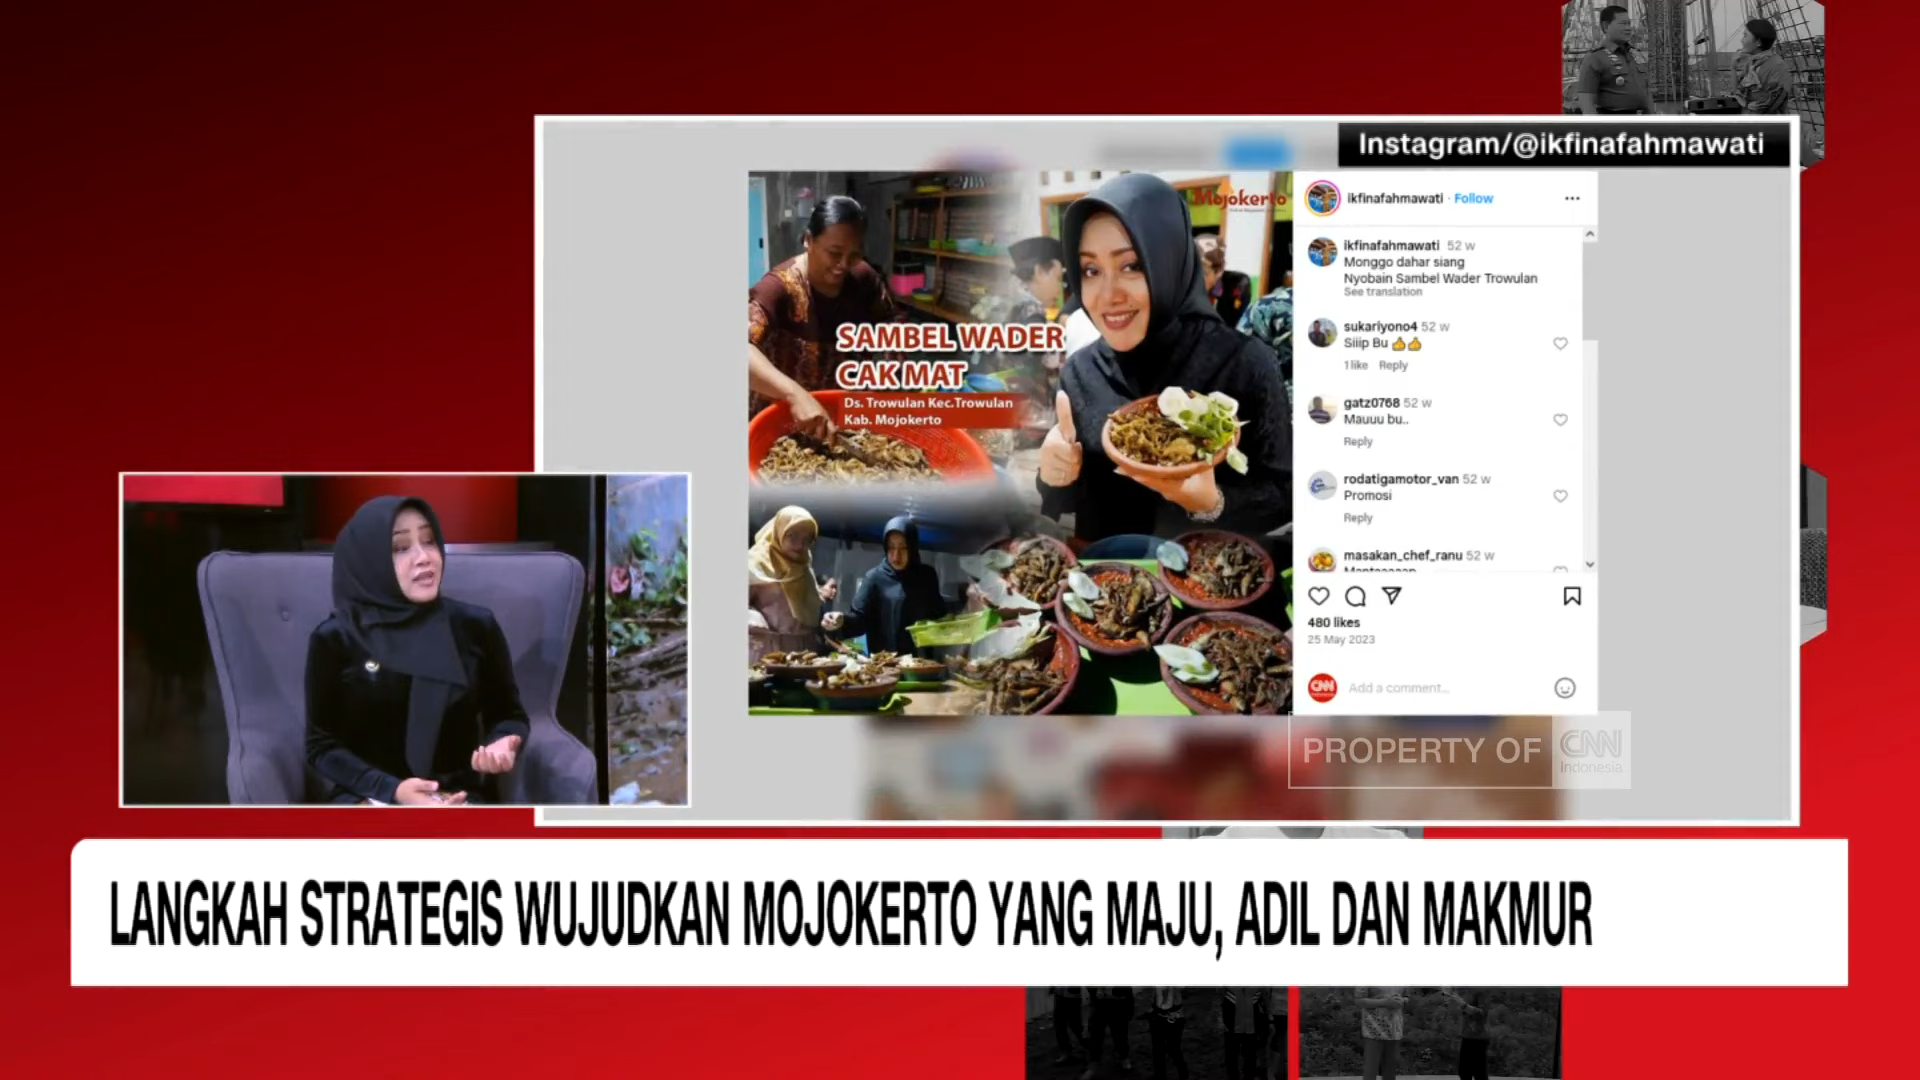 Instagram/@ikfinafahmawati
Mojokerto
SAMBEL WADER
CAK MAT
Ds. Trowulan Kec.Trowulan
Kab. Mojokerto
ikfinafahmawati · Follow
ikfinafahmawati 52 w
Monggo dahar siang
Nyobain Sambel Wader Trowulan
See translation
sukariyono4 52 w
Siiip Bu 👍👍
1 like Reply
gatz0768 52 w
Mauuu bu..
Reply
rodatigamotor_van 52 w
Promosi
Reply
masakan_chef_ranu 52 w
480 likes
25 May 2023
CNN
Add a comment...
PROPERTY OF CNN
Indonesia
LANGKAH STRATEGIS WUJUDKAN MOJOKERTO YANG MAJU, ADIL DAN MAKMUR